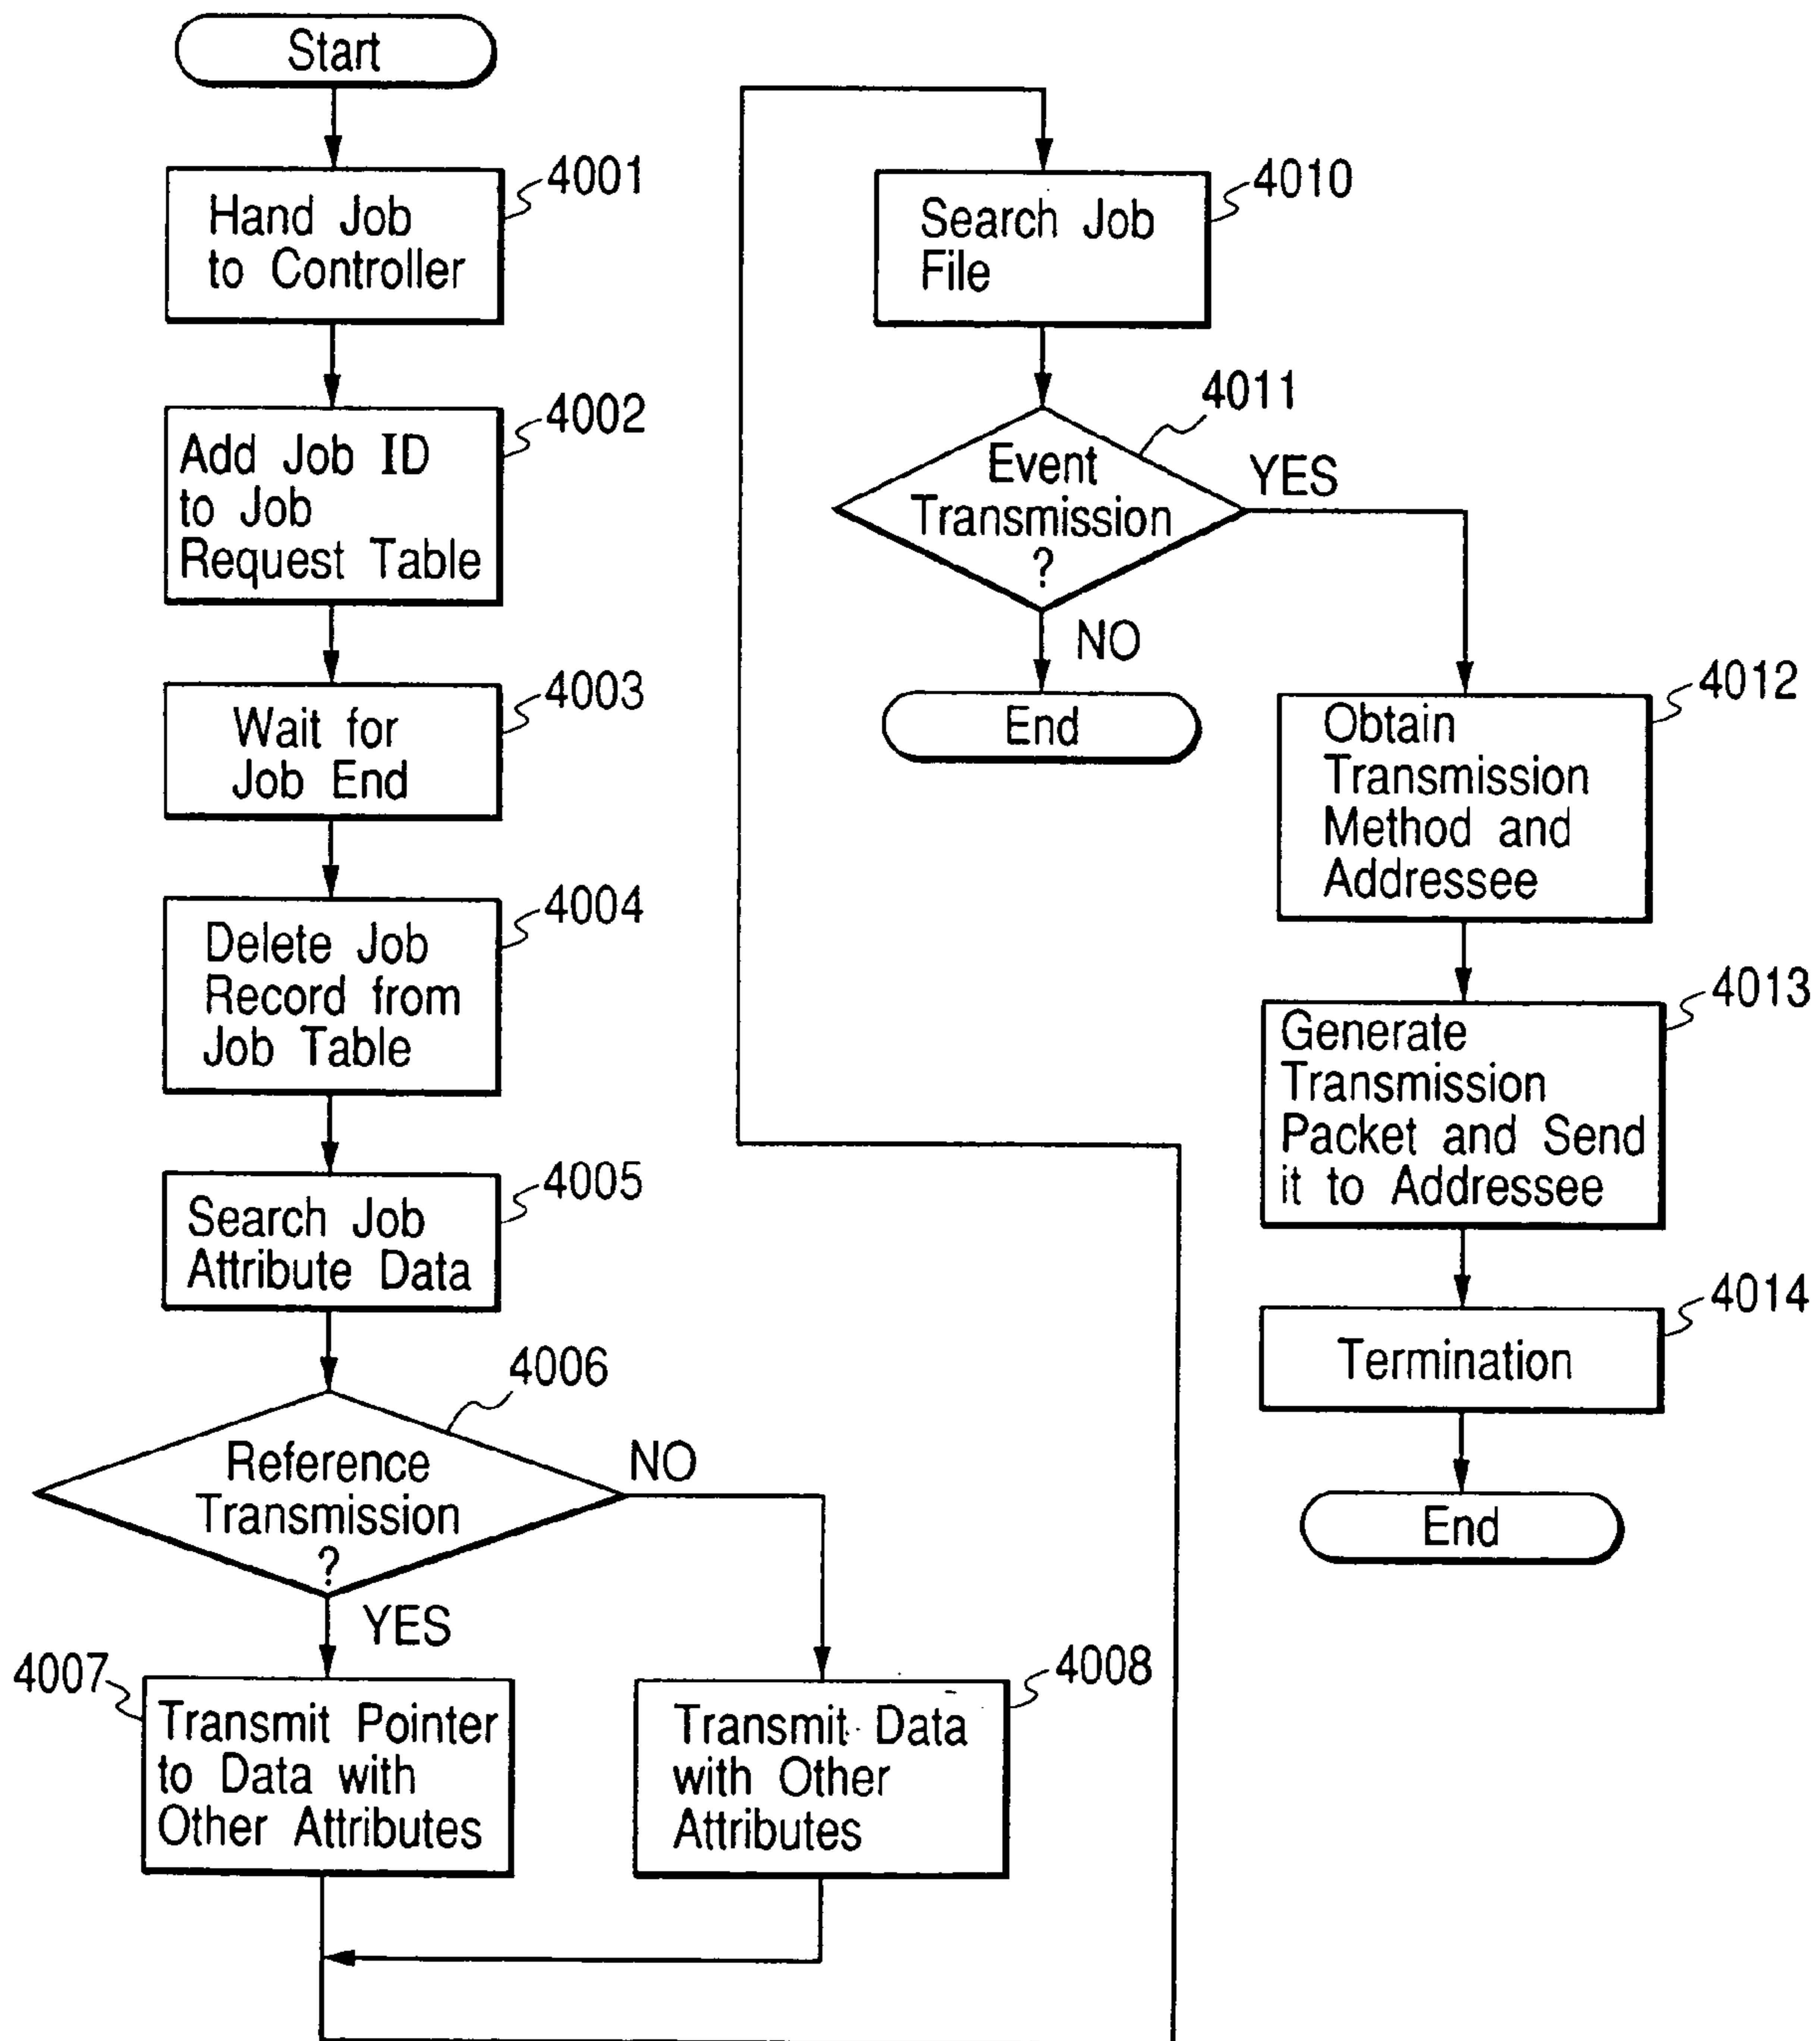 Start
4001
Hand Job
to Controller
4002
Add Job ID
to Job
Request Table
4003
Wait for
Job End
4004
Delete Job
Record from
Job Table
4005
Search Job
Attribute Data
4006
Reference
Transmission
?
NO
YES
4007
Transmit Pointer
to Data with
Other Attributes
4008
Transmit Data
with Other
Attributes
4010
Search Job
File
4011
Event
Transmission
?
YES
NO
End
4012
Obtain
Transmission
Method and
Addressee
4013
Generate
Transmission
Packet and Send
it to Addressee
4014
Termination
End